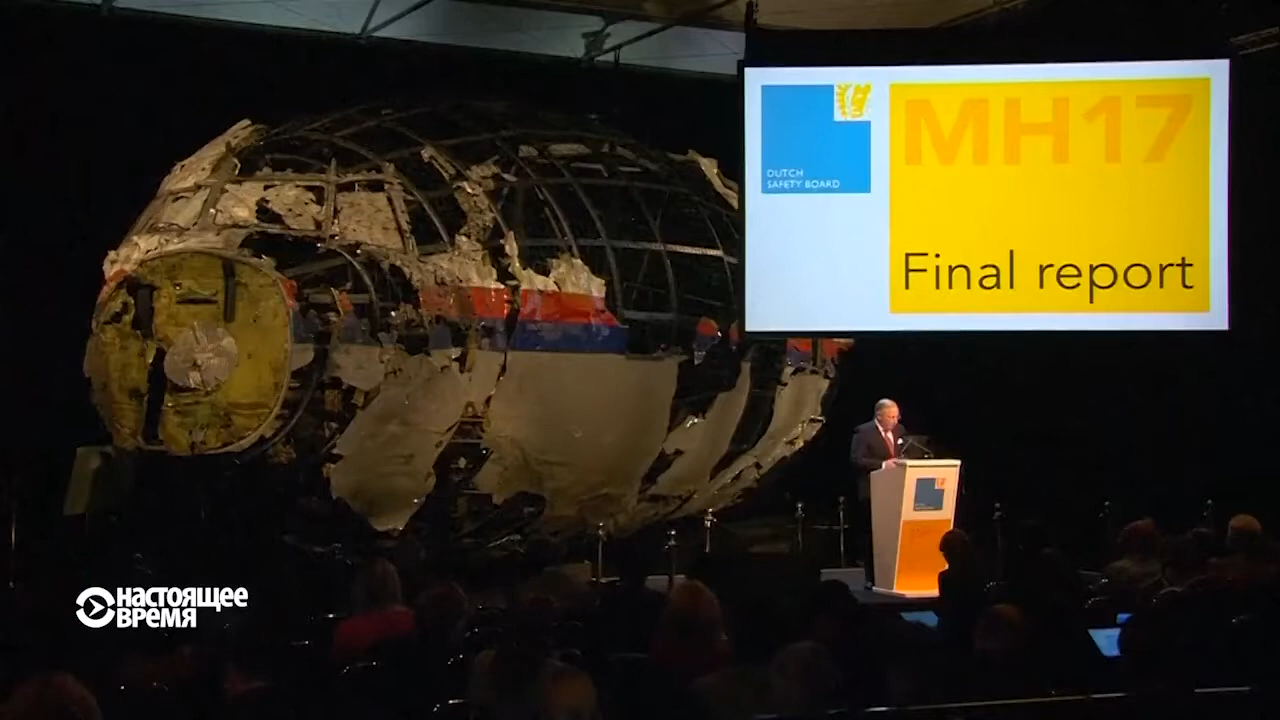 MH17
DUTCH
SAFETY BOARD
Final report
НАСТОЯЩЕЕ
ВРЕМЯ